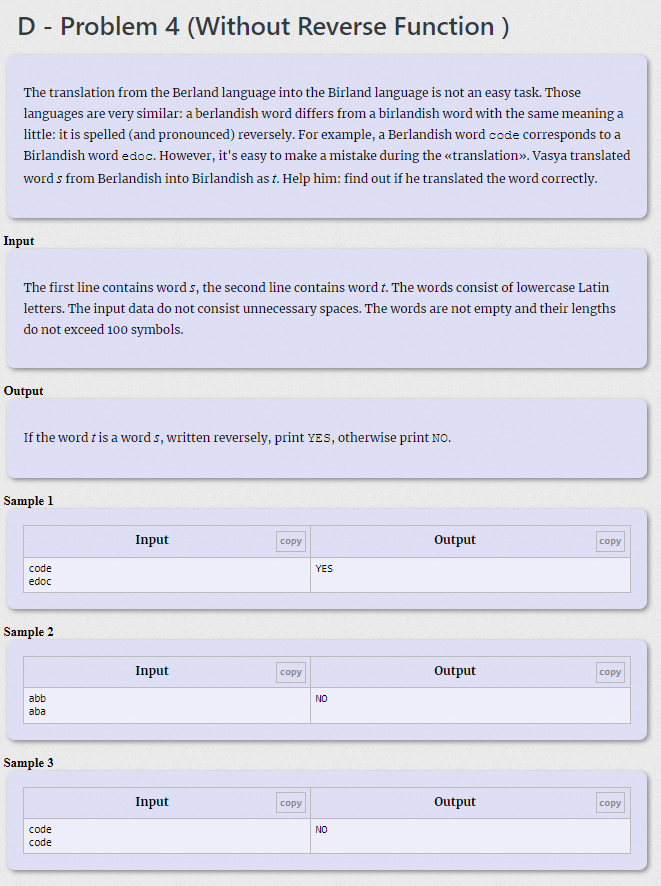 D - Problem 4 (Without Reverse Function )
The translation from the Berland language into the Birland language is not an easy task. Those
languages are very similar: a berlandish word differs from a birlandish word with the same meaning a
little: it is spelled (and pronounced) reversely. For example, a Berlandish word code corresponds to a
Birlandish word edoc. However, it's easy to make a mistake during the «translation». Vasya translated
word s from Berlandish into Birlandish as t. Help him: find out if he translated the word correctly.
Input
The first line contains word s, the second line contains word t. The words consist of lowercase Latin
letters. The input data do not consist unnecessary spaces. The words are not empty and their lengths
do not exceed 100 symbols.
Output
If the word t is a word s, written reversely, print YES, otherwise print NO.
Sample 1
Input copy Output copy
code YES
edoc
Sample 2
Input copy Output copy
abb NO
aba
Sample 3
Input copy Output copy
code NO
code